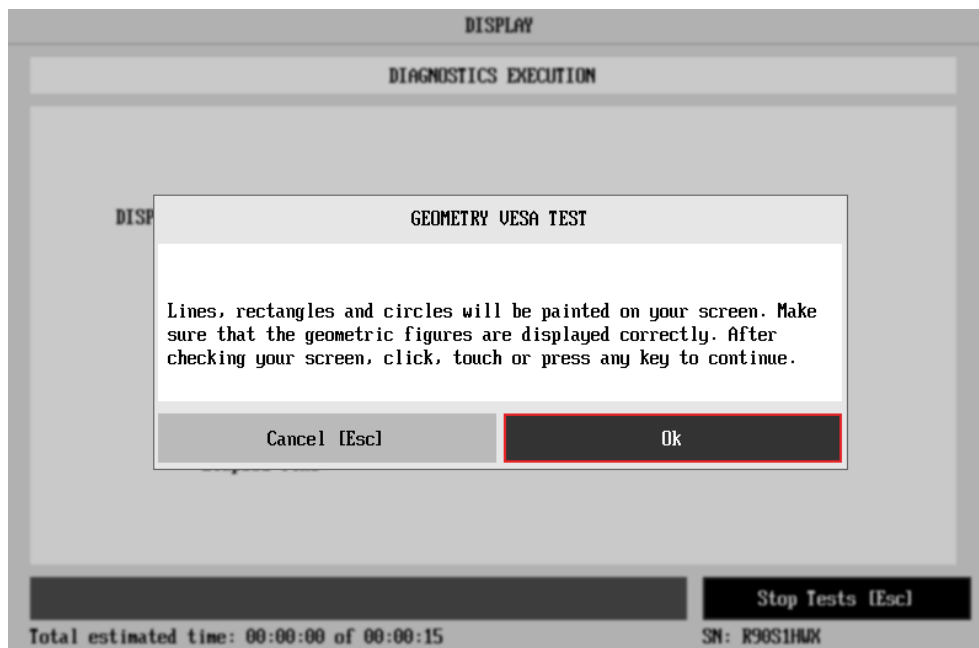 DISPLAY
DIAGNOSTICS EXECUTION
DISP
GEOMETRY VESA TEST
Lines, rectangles and circles will be painted on your screen. Make
sure that the geometric figures are displayed correctly. After
checking your screen, click, touch or press any key to continue.
Cancel [Esc]
Ok
Stop Tests [Esc]
Total estimated time: 00:00:00 of 00:00:15
SN: R90S1HWX